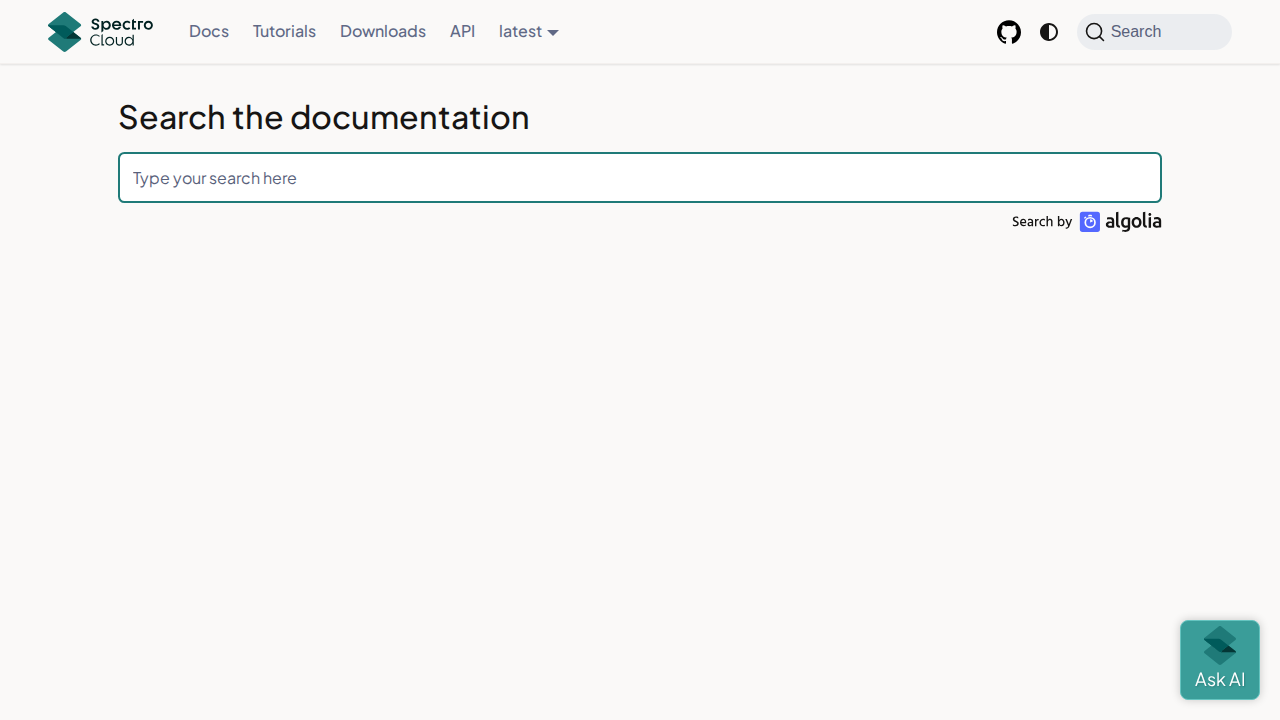 Spectro
Cloud
Docs
Tutorials
Downloads
API
latest
Search
Search the documentation
Type your search here
Search by algolia
Ask AI